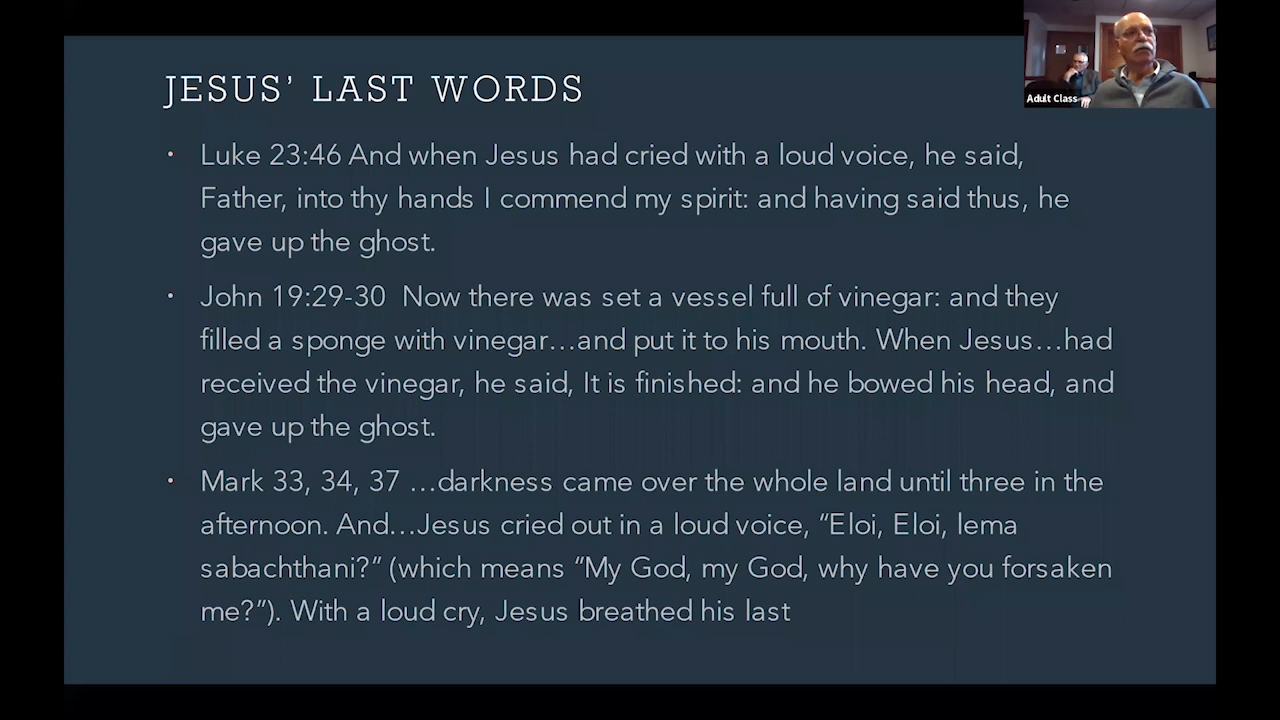 JESUS’ LAST WORDS
Adult Class
• Luke 23:46 And when Jesus had cried with a loud voice, he said,
Father, into thy hands I commend my spirit: and having said thus, he
gave up the ghost.
• John 19:29-30 Now there was set a vessel full of vinegar: and they
filled a sponge with vinegar…and put it to his mouth. When Jesus…had
received the vinegar, he said, It is finished: and he bowed his head, and
gave up the ghost.
• Mark 33, 34, 37 …darkness came over the whole land until three in the
afternoon. And…Jesus cried out in a loud voice, “Eloi, Eloi, lema
sabachthani?” (which means “My God, my God, why have you forsaken
me?”). With a loud cry, Jesus breathed his last